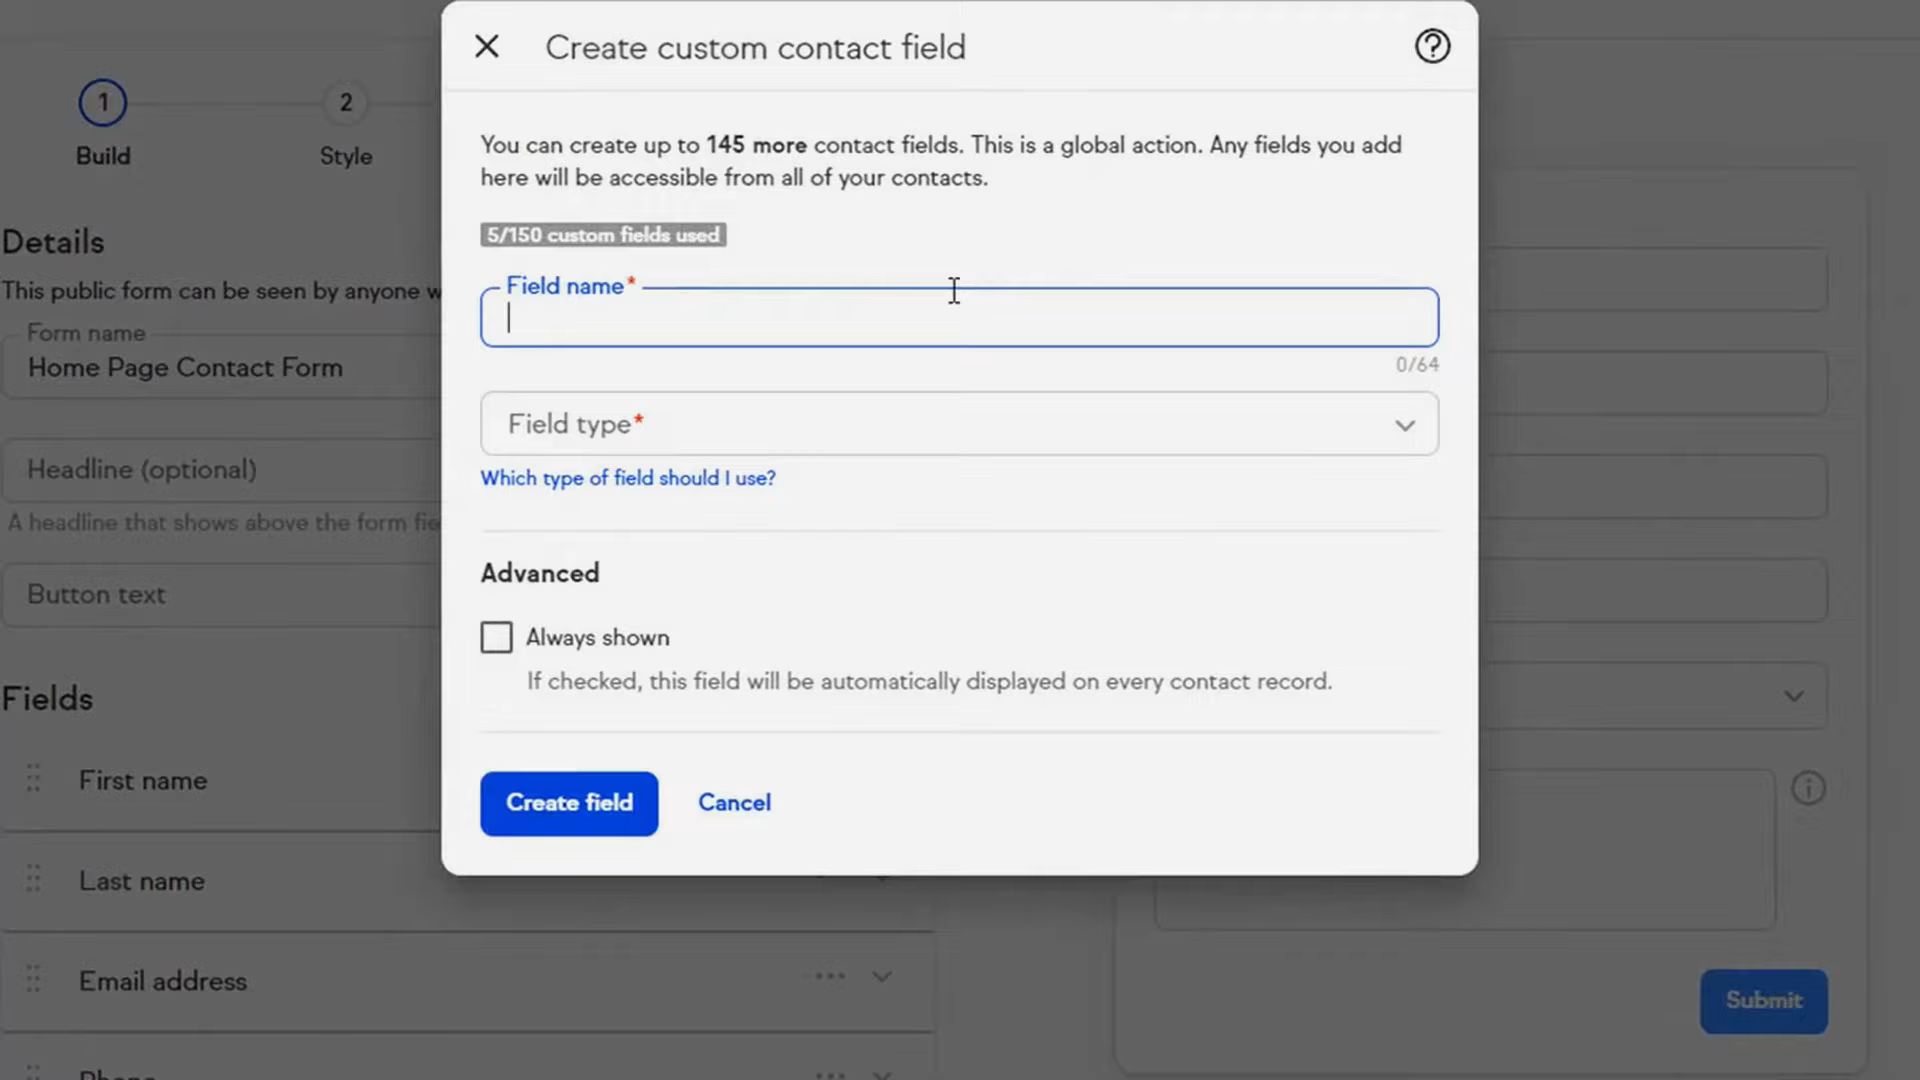 Create custom contact field
1
2
Build
Style
You can create up to 145 more contact fields. This is a global action. Any fields you add
here will be accessible from all of your contacts.
5/150 custom fields used
Details
This public form can be seen by anyone w
Form name
Home Page Contact Form
Headline (optional)
A headline that shows above the form fie
Button text
Field name*
0/64
Field type*
Which type of field should I use?
Advanced
Always shown
If checked, this field will be automatically displayed on every contact record.
Create field
Cancel
Fields
First name
Last name
Email address
Phone
Submit